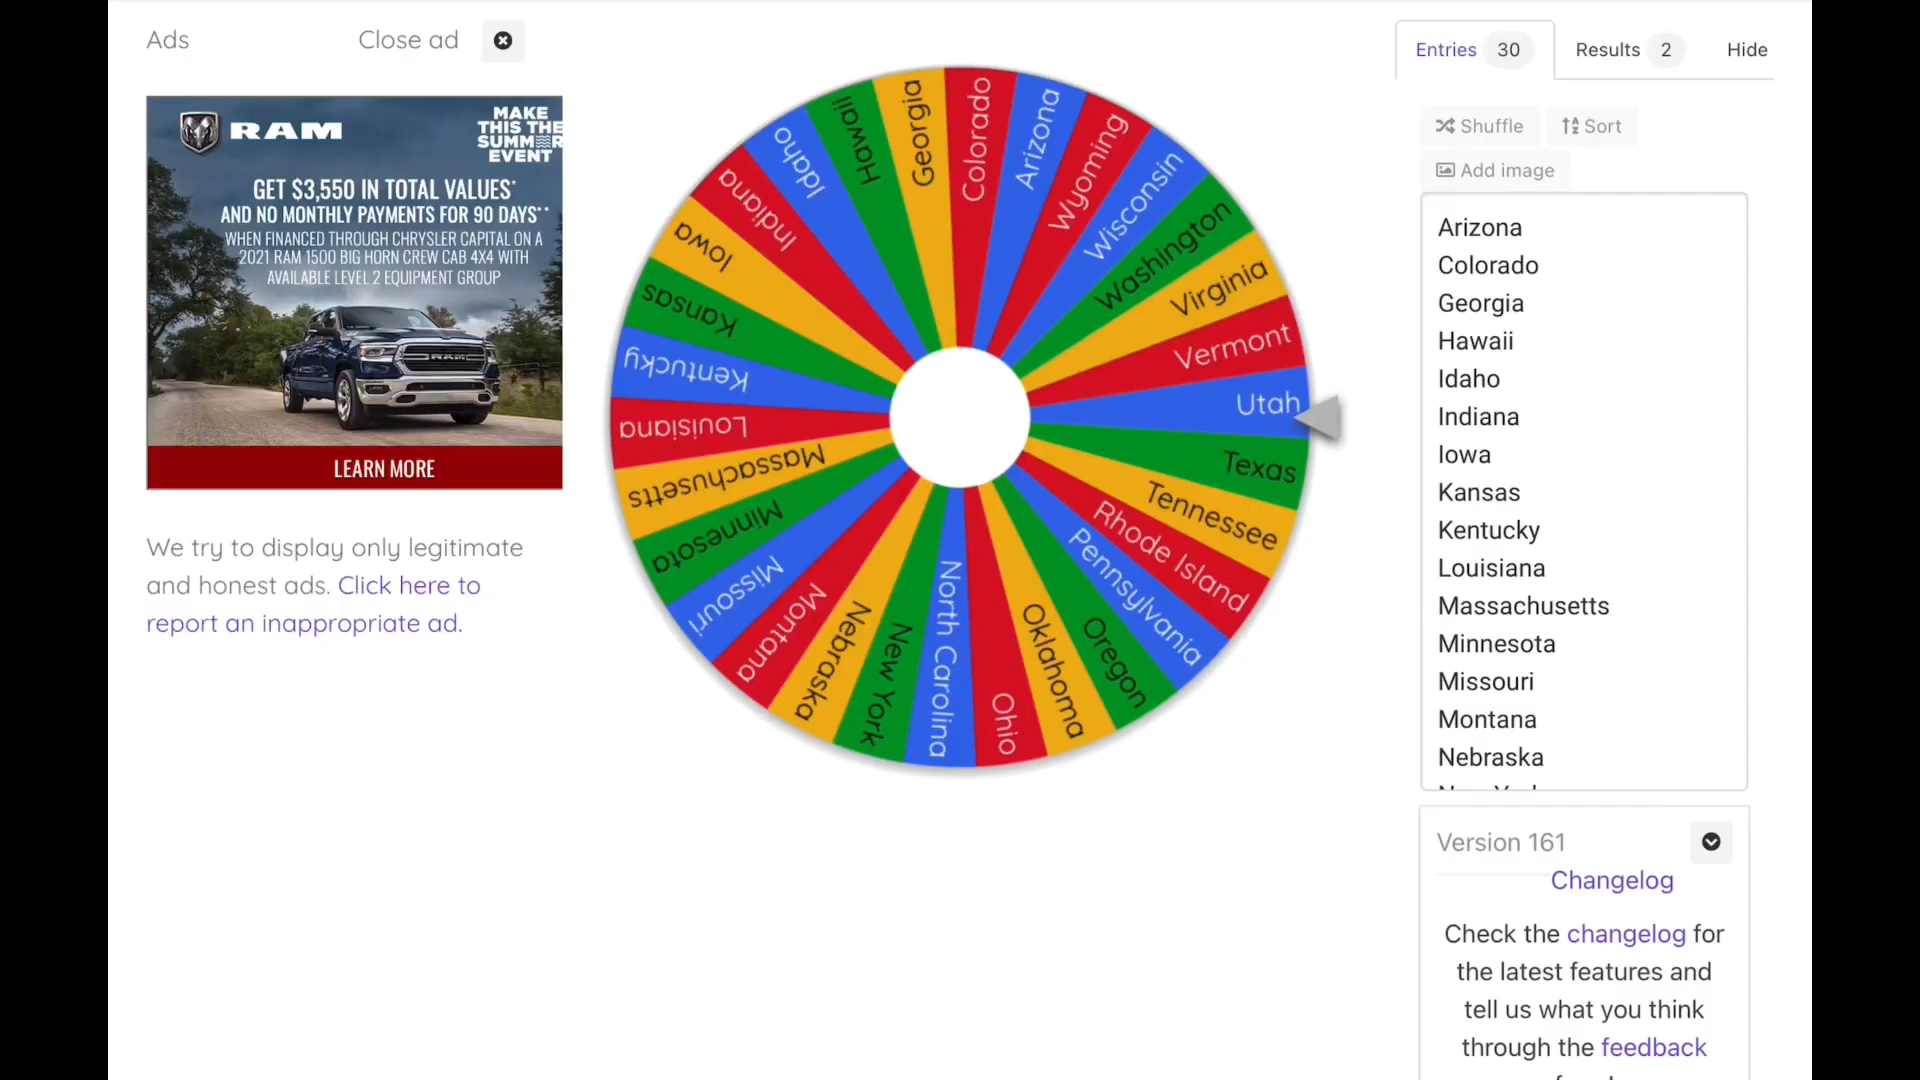 Ads
Close ad
RAM
MAKE
THIS THE
SUMMER
EVENT
GET $3,550 IN TOTAL VALUES*
AND NO MONTHLY PAYMENTS FOR 90 DAYS**
WHEN FINANCED THROUGH CHRYSLER CAPITAL ON A
2021 RAM 1500 BIG HORN CREW CAB 4X4 WITH
AVAILABLE LEVEL 2 EQUIPMENT GROUP
RAM
LEARN MORE
We try to display only legitimate
and honest ads. Click here to
report an inappropriate ad.
Colorado
Arizona
Wyoming
Wisconsin
Washington
Virginia
Vermont
Utah
Texas
Tennessee
Rhode Island
Pennsylvania
Oregon
Oklahoma
Ohio
North Carolina
New York
Nebraska
Montana
Missouri
Minnesota
Massachusetts
Louisiana
Kentucky
Kansas
Iowa
Indiana
Idaho
Hawaii
Georgia
Entries 30
Results 2
Hide
Shuffle
Sort
Add image
Arizona
Colorado
Georgia
Hawaii
Idaho
Indiana
Iowa
Kansas
Kentucky
Louisiana
Massachusetts
Minnesota
Missouri
Montana
Nebraska
Version 161
Changelog
Check the changelog for
the latest features and
tell us what you think
through the feedback